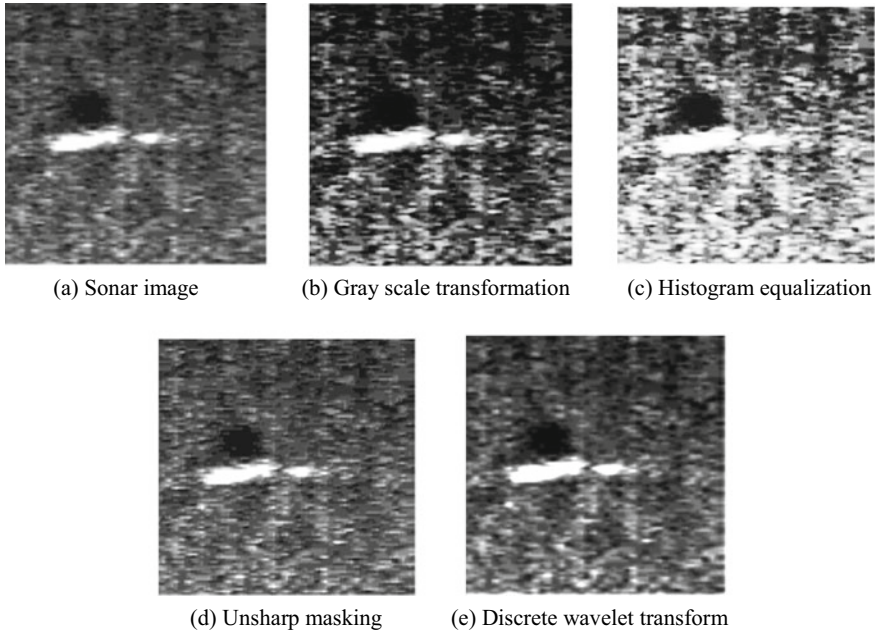 (a) Sonar image
(b) Gray scale transformation
(c) Histogram equalization
(d) Unsharp masking
(e) Discrete wavelet transform